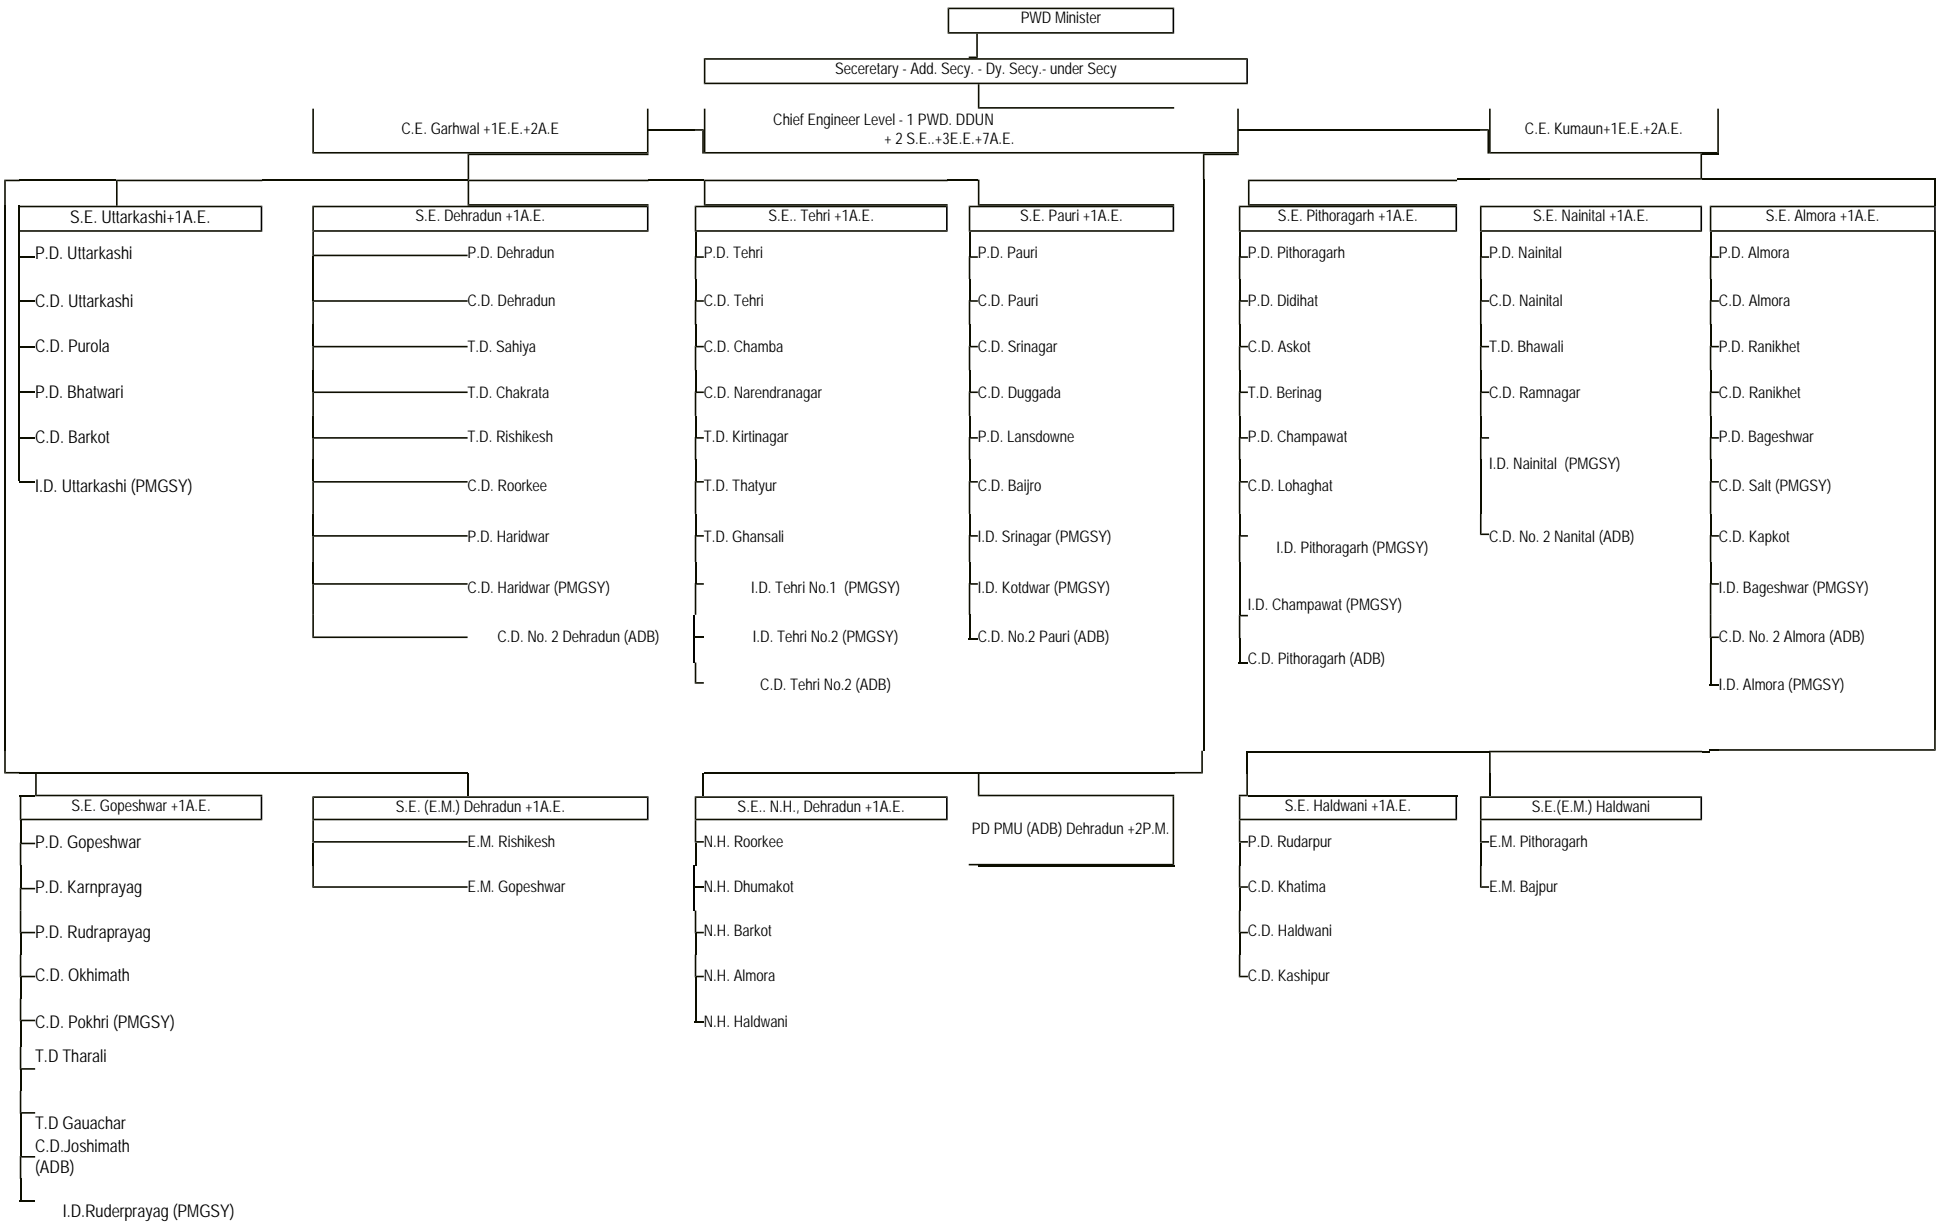 PWD Minister
Seceretary - Add. Secy. - Dy. Secy.- under Secy
C.E. Garhwal +1E.E.+2A.E
Chief Engineer Level - 1 PWD. DDUN
+ 2 S.E..+3E.E.+7A.E.
C.E. Kumaun+1E.E.+2A.E.
S.E. Uttarkashi+1A.E.
P.D. Uttarkashi
C.D. Uttarkashi
C.D. Purola
P.D. Bhatwari
C.D. Barkot
I.D. Uttarkashi (PMGSY)
S.E. Dehradun +1A.E.
P.D. Dehradun
C.D. Dehradun
T.D. Sahiya
T.D. Chakrata
T.D. Rishikesh
C.D. Roorkee
P.D. Haridwar
C.D. Haridwar (PMGSY)
C.D. No. 2 Dehradun (ADB)
S.E.. Tehri +1A.E.
P.D. Tehri
C.D. Tehri
C.D. Chamba
C.D. Narendranagar
T.D. Kirtinagar
T.D. Thatyur
T.D. Ghansali
I.D. Tehri No.1 (PMGSY)
I.D. Tehri No.2 (PMGSY)
C.D. Tehri No.2 (ADB)
S.E. Pauri +1A.E.
P.D. Pauri
C.D. Pauri
C.D. Srinagar
C.D. Duggada
P.D. Lansdowne
C.D. Baijro
I.D. Srinagar (PMGSY)
I.D. Kotdwar (PMGSY)
C.D. No.2 Pauri (ADB)
S.E. Pithoragarh +1A.E.
P.D. Pithoragarh
P.D. Didihat
C.D. Askot
T.D. Berinag
P.D. Champawat
C.D. Lohaghat
I.D. Pithoragarh (PMGSY)
I.D. Champawat (PMGSY)
C.D. Pithoragarh (ADB)
S.E. Nainital +1A.E.
P.D. Nainital
C.D. Nainital
T.D. Bhawali
C.D. Ramnagar
I.D. Nainital (PMGSY)
C.D. No. 2 Nanital (ADB)
S.E. Almora +1A.E.
P.D. Almora
C.D. Almora
P.D. Ranikhet
C.D. Ranikhet
P.D. Bageshwar
C.D. Salt (PMGSY)
C.D. Kapkot
I.D. Bageshwar (PMGSY)
C.D. No. 2 Almora (ADB)
I.D. Almora (PMGSY)
S.E. Gopeshwar +1A.E.
P.D. Gopeshwar
P.D. Karnprayag
P.D. Rudraprayag
C.D. Okhimath
C.D. Pokhri (PMGSY)
T.D Tharali
T.D Gauachar
C.D.Joshimath
(ADB)
I.D.Ruderprayag (PMGSY)
S.E. (E.M.) Dehradun +1A.E.
E.M. Rishikesh
E.M. Gopeshwar
S.E.. N.H., Dehradun +1A.E.
N.H. Roorkee
N.H. Dhumakot
N.H. Barkot
N.H. Almora
N.H. Haldwani
PD PMU (ADB) Dehradun +2P.M.
S.E. Haldwani +1A.E.
P.D. Rudarpur
C.D. Khatima
C.D. Haldwani
C.D. Kashipur
S.E.(E.M.) Haldwani
E.M. Pithoragarh
E.M. Bajpur